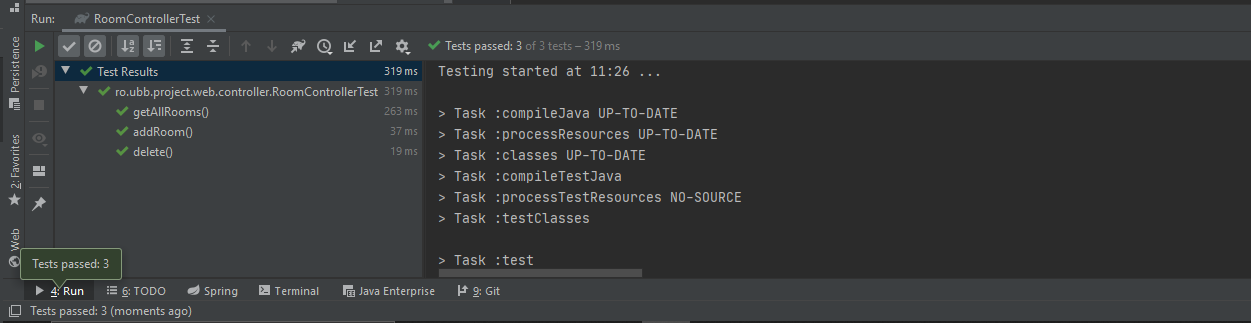 Run: RoomControllerTest
Tests passed: 3 of 3 tests – 319 ms
Persistence
2: Favorites
Web
Test Results 319 ms
ro.ubb.project.web.controller.RoomControllerTest 319 ms
getAllRooms() 263 ms
addRoom() 37 ms
delete() 19 ms
Testing started at 11:26 ...
> Task :compileJava UP-TO-DATE
> Task :processResources UP-TO-DATE
> Task :classes UP-TO-DATE
> Task :compileTestJava
> Task :processTestResources NO-SOURCE
> Task :testClasses
> Task :test
Tests passed: 3
4: Run 6: TODO Spring Terminal Java Enterprise 9: Git
Tests passed: 3 (moments ago)